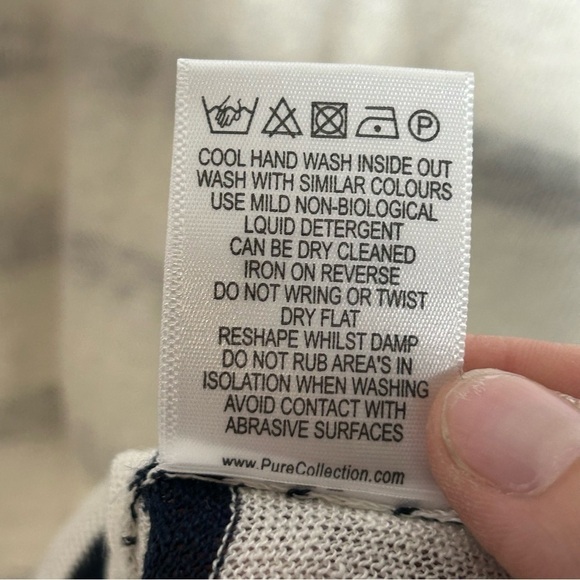 P
COOL HAND WASH INSIDE OUT
WASH WITH SIMILAR COLOURS
USE MILD NON-BIOLOGICAL
LQUID DETERGENT
CAN BE DRY CLEANED
IRON ON REVERSE
DO NOT WRING OR TWIST
DRY FLAT
RESHAPE WHILST DAMP
DO NOT RUB AREA'S IN
ISOLATION WHEN WASHING
AVOID CONTACT WITH
ABRASIVE SURFACES
www.PureCollection.com